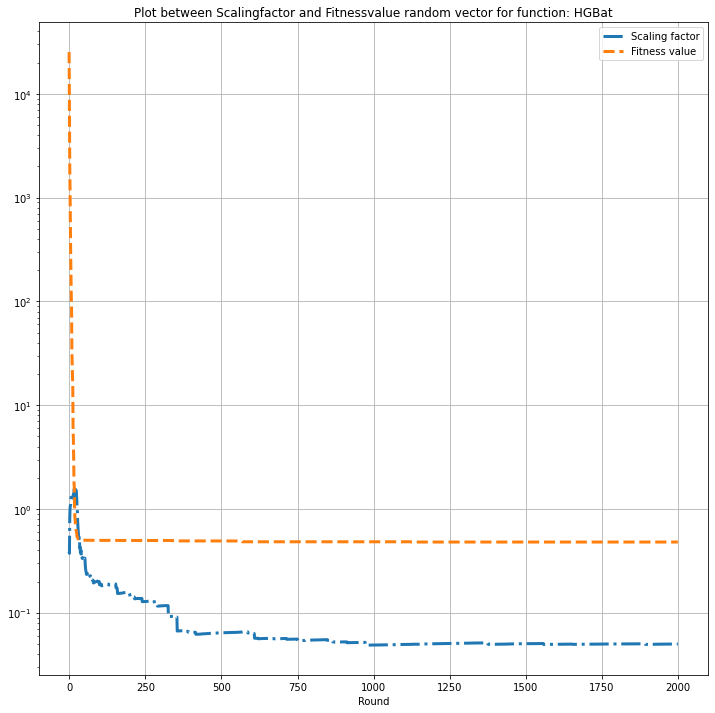 Plot between Scalingfactor and Fitnessvalue random vector for function: HGBat
Scaling factor
Fitness value
10⁴
10³
10²
10¹
10⁰
10⁻¹
0 250 500 750 1000 1250 1500 1750 2000
Round